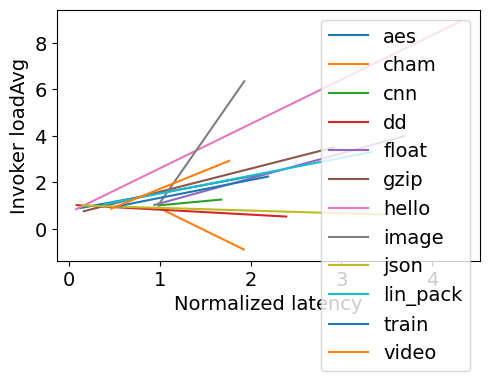 8
6
4
2
0
Invoker loadAvg
0 1 2 3 4
Normalized latency
aes
cham
cnn
dd
float
gzip
hello
image
json
lin_pack
train
video